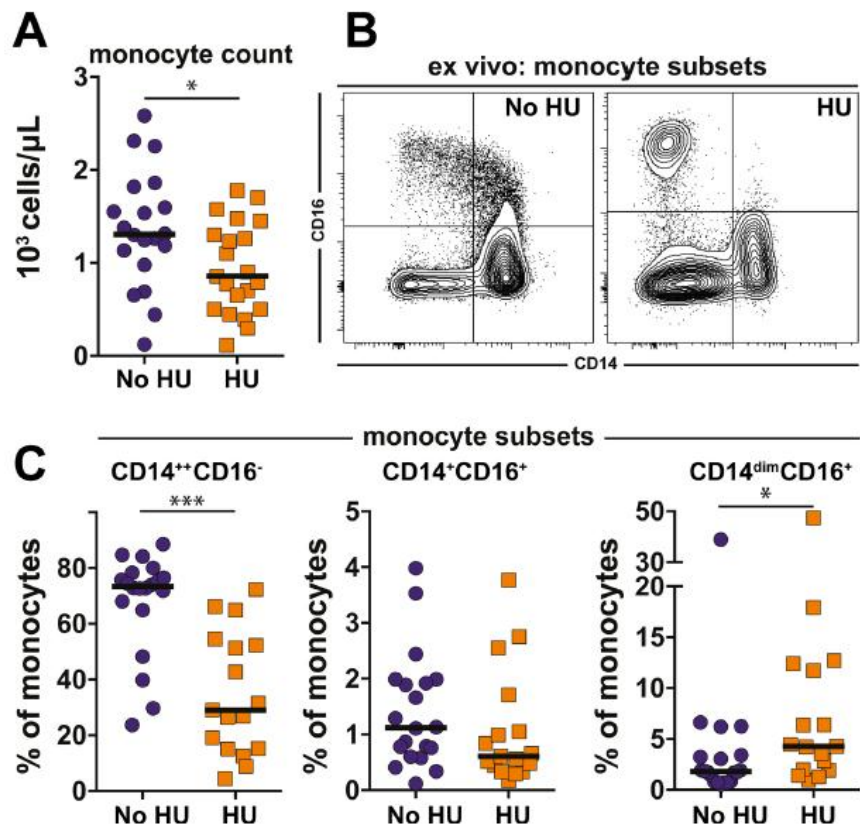 A
monocyte count
*
10³ cells/µL
3
2
1
0
No HU
HU
B
ex vivo: monocyte subsets
No HU
HU
CD16
CD14
C
monocyte subsets
CD14⁺⁺CD16⁻
***
% of monocytes
80
60
40
20
0
No HU
HU
CD14⁺CD16⁺
% of monocytes
5
4
3
2
1
0
No HU
HU
CD14ᵈⁱᵐCD16⁺
*
% of monocytes
50
30
20
15
10
5
0
No HU
HU